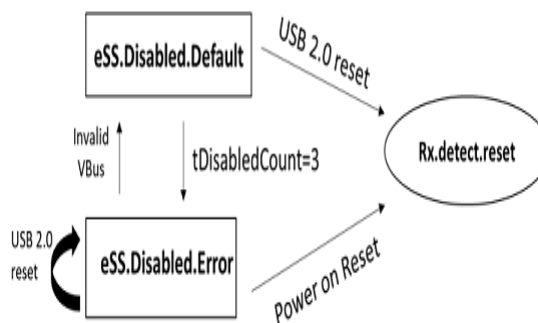 eSS.Disabled.Default
USB 2.0 reset
Invalid
VBus
tDisabledCount=3
Rx.detect.reset
USB 2.0
reset
eSS.Disabled.Error
Power on Reset